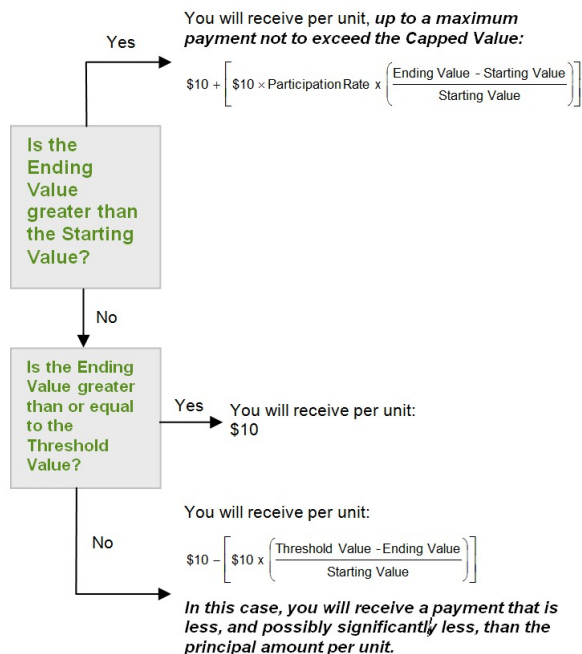 You will receive per unit, up to a maximum
payment not to exceed the Capped Value:
Yes
$10 + [$10 × Participation Rate x (Ending Value - Starting Value / Starting Value)]
Is the
Ending
Value
greater than
the Starting
Value?
No
Is the Ending
Value greater
than or equal
to the
Threshold
Value?
Yes
You will receive per unit:
$10
You will receive per unit:
No
$10 – [$10 x (Threshold Value - Ending Value / Starting Value)]
In this case, you will receive a payment that is
less, and possibly significantly less, than the
principal amount per unit.